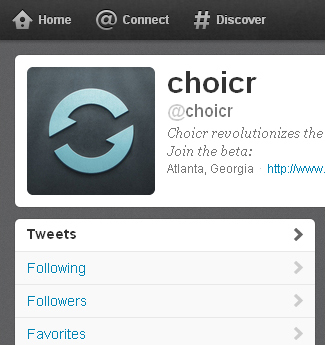 Home @ Connect # Discover
choicr
@choicr
Choicr revolutionizes the
Join the beta:
Atlanta, Georgia · http://www.
Tweets
Following
Followers
Favorites